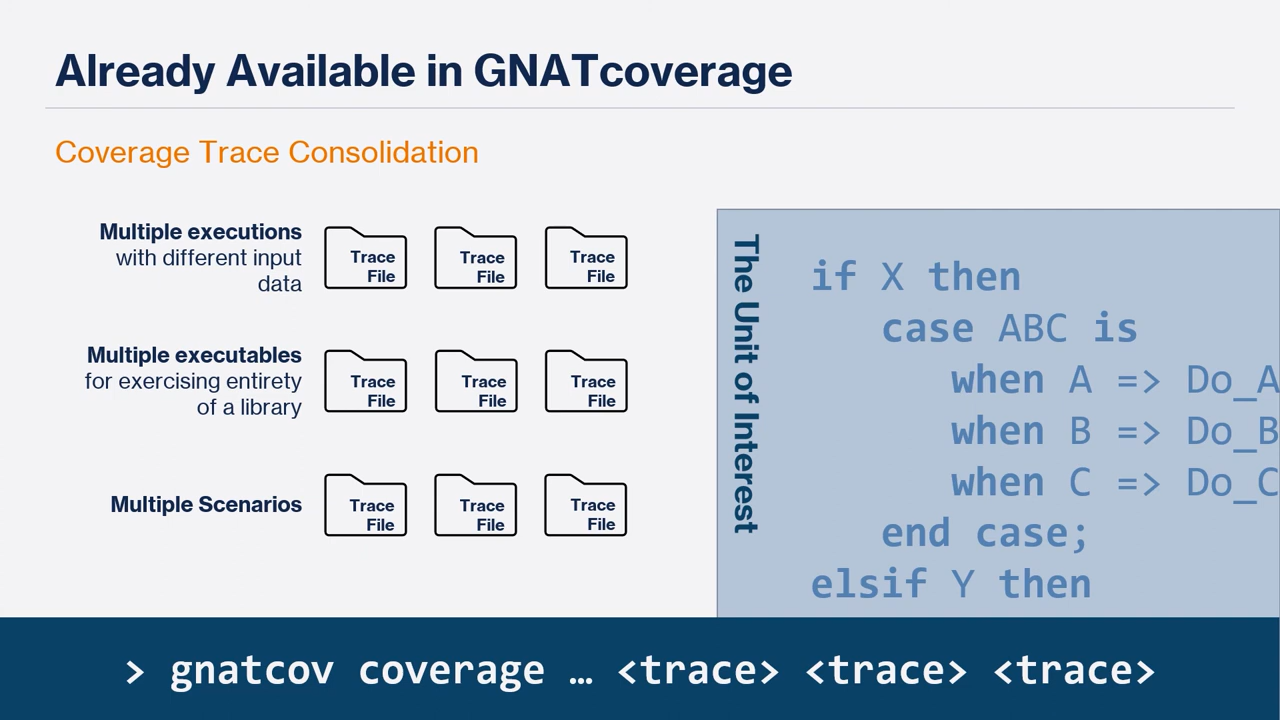 Already Available in GNATcoverage
Coverage Trace Consolidation
Multiple executions
with different input
data
Trace
File
Trace
File
Trace
File
Multiple executables
for exercising entirety
of a library
Trace
File
Trace
File
Trace
File
Multiple Scenarios
Trace
File
Trace
File
Trace
File
The Unit of Interest
if X then
case ABC is
when A => Do_A
when B => Do_B
when C => Do_C
end case;
elsif Y then
> gnatcov coverage … <trace> <trace> <trace>